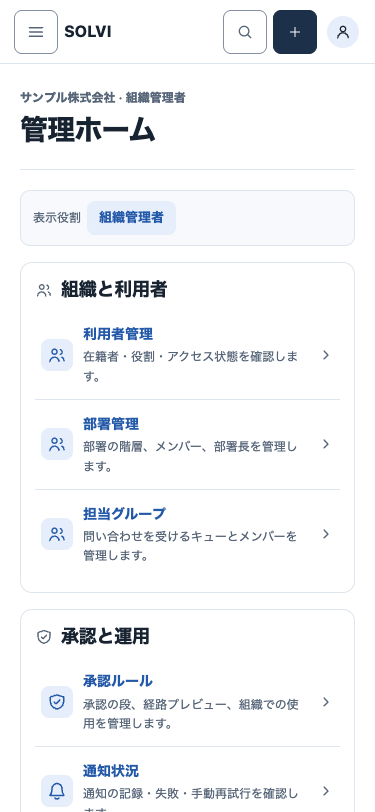 SOLVI
サンプル株式会社 · 組織管理者
管理ホーム
表示役割 組織管理者
組織と利用者
利用者管理
在籍者・役割・アクセス状態を確認しま
す。
部署管理
部署の階層、メンバー、部署長を管理し
ます。
担当グループ
問い合わせを受けるキューとメンバーを
管理します。
承認と運用
承認ルール
承認の段、経路プレビュー、組織での使
用を管理します。
通知状況
通知の記録・失敗・手動再試行を確認し
ます。